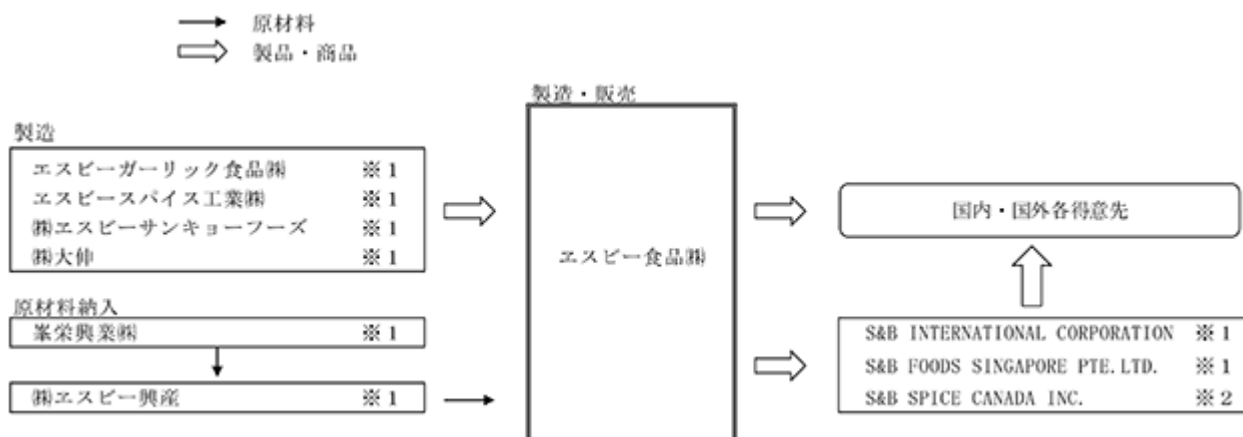 原材料
製品・商品
製造・販売
製造
エスビーガーリック食品㈱ ※1
ヱスビースパイス工業㈱ ※1
㈱ヱスビーサンキョーフーズ ※1
㈱大伸 ※1
ヱスビー食品㈱
国内・国外各得意先
原材料納入
峯栄興業㈱ ※1
㈱ヱスビー興産 ※1
S&B INTERNATIONAL CORPORATION ※1
S&B FOODS SINGAPORE PTE.LTD. ※1
S&B SPICE CANADA INC. ※2